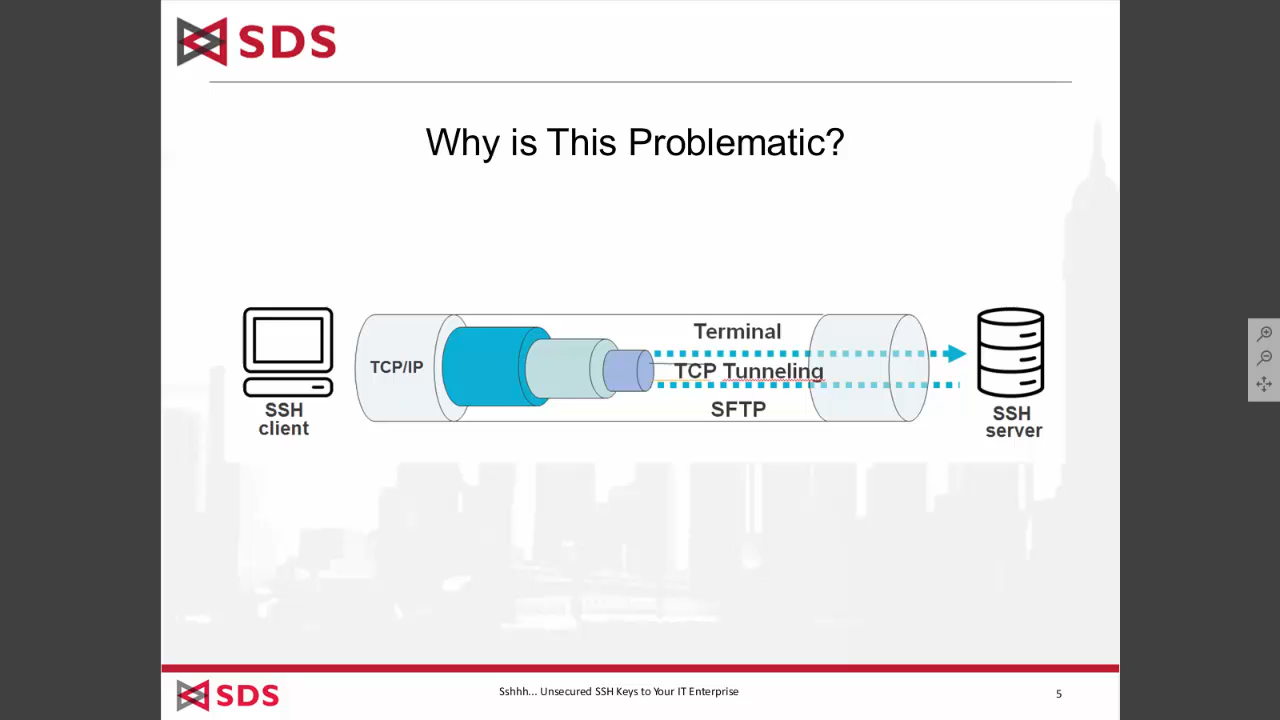 SDS
Why is This Problematic?
Terminal
TCP/IP
TCP Tunneling
SFTP
SSH
client
SSH
server
SDS
Sshhh... Unsecured SSH Keys to Your IT Enterprise
5